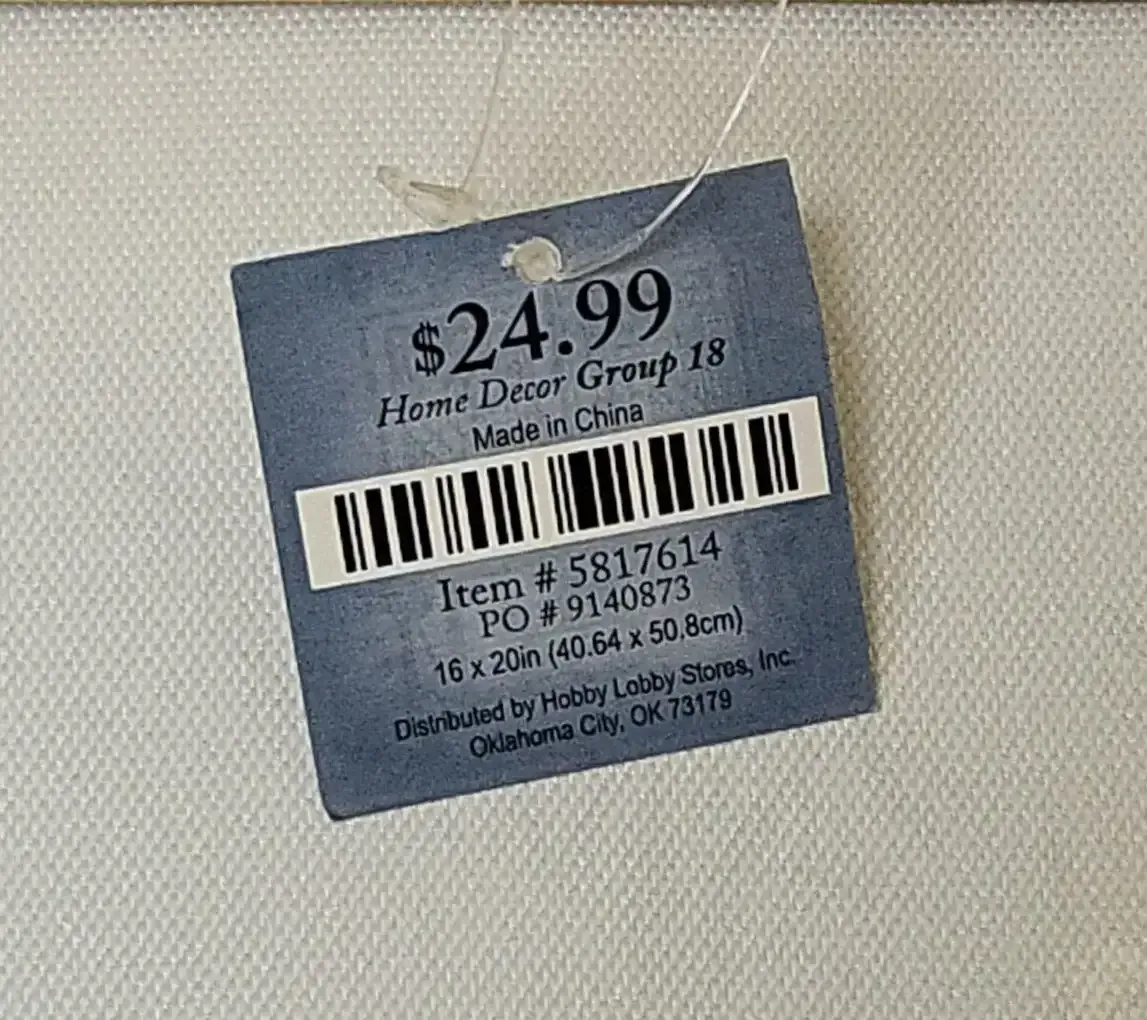 $24.99
Home Decor Group 18
Made in China
Item # 5817614
PO # 9140873
16 x 20in (40.64 x 50.8cm)
Distributed by Hobby Lobby Stores, Inc.
Oklahoma City, OK 73179